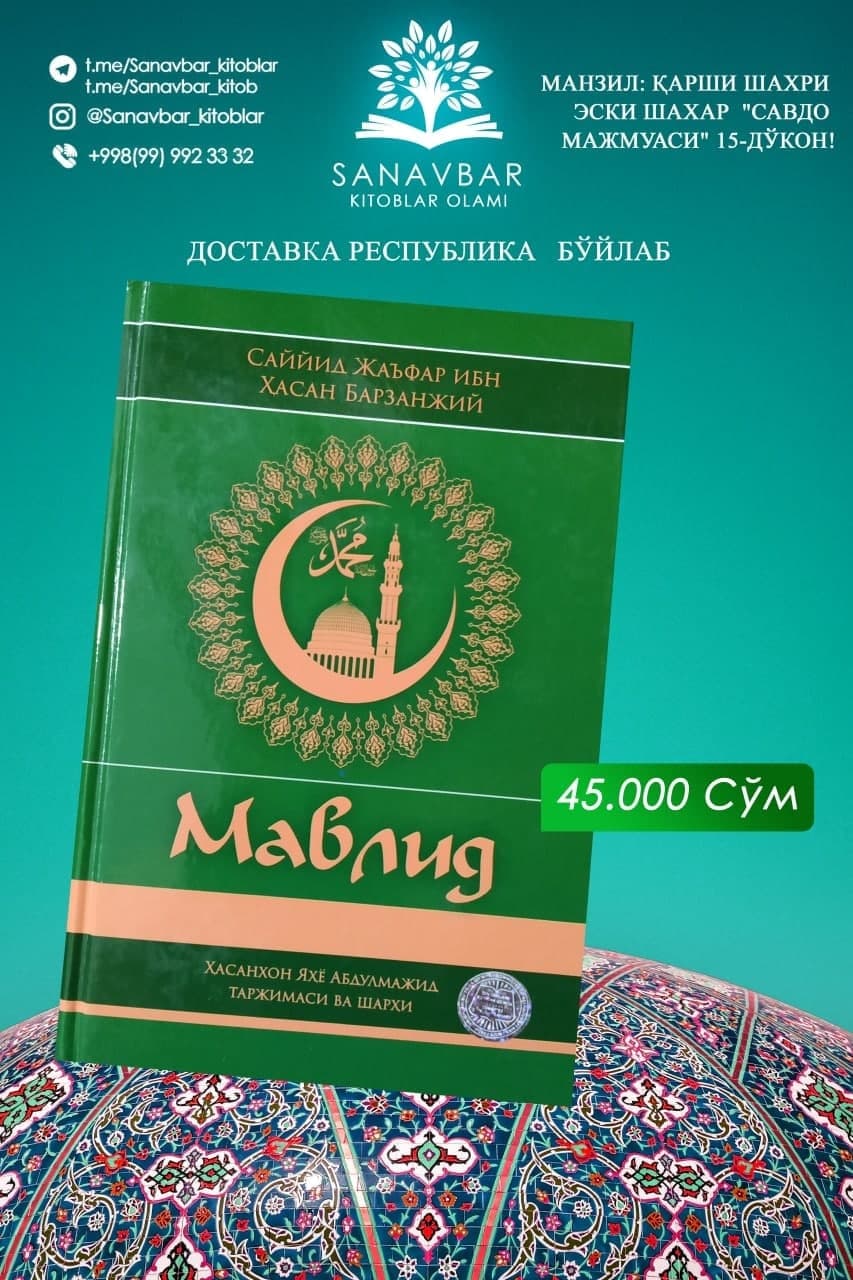 t.me/Sanavbar_kitoblar
t.me/Sanavbar_kitob
@Sanavbar_kitoblar
+998(99) 992 33 32
SANAVBAR
KITOBLAR OLAMI
МАНЗИЛ: ҚАРШИ ШАХРИ
ЭСКИ ШАХАР "САВДО
МАЖМУАСИ" 15-ДЎКОН!
ДОСТАВКА РЕСПУБЛИКА БЎЙЛАБ
Саййид Жаъфар ибн
Ҳасан Барзанжий
محمد
Мавлид
45.000 Сўм
Ҳасанхон Яҳё Абдулмажид
таржимаси ва шарҳи